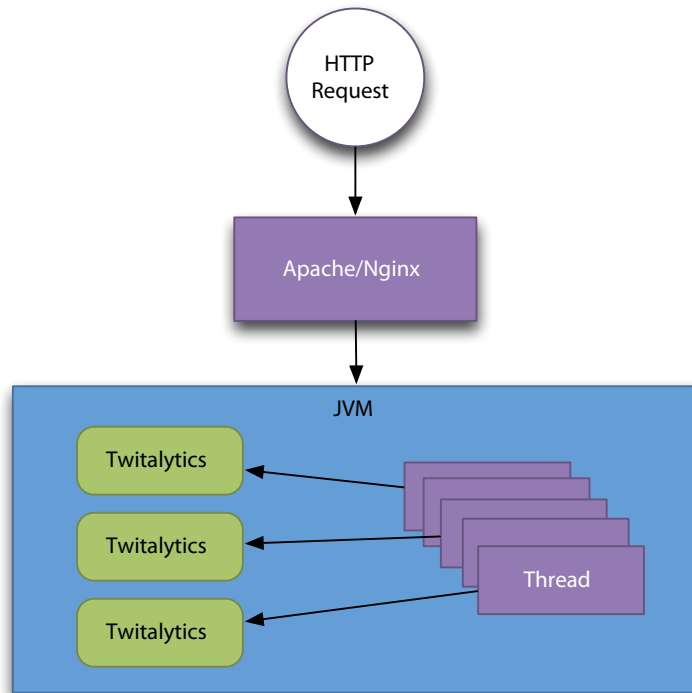 HTTP
Request
Apache/Nginx
JVM
Twitalytics
Twitalytics
Twitalytics
Thread